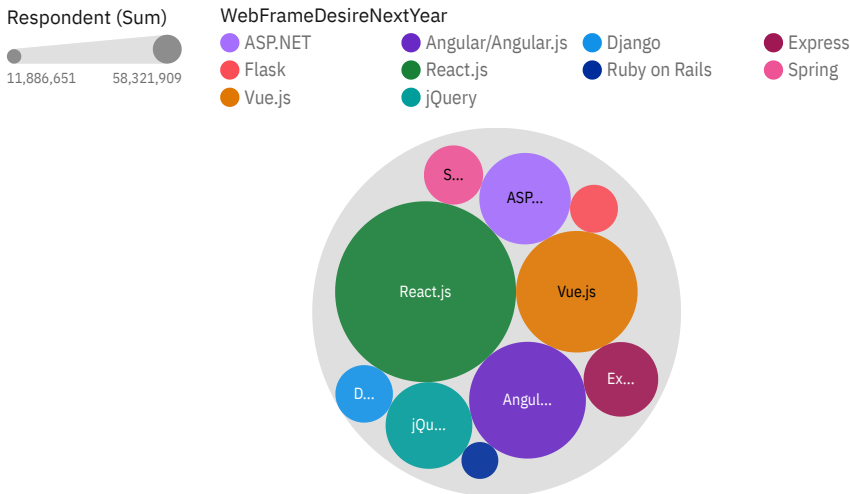 Respondent (Sum)
11,886,651 58,321,909
WebFrameDesireNextYear
ASP.NET Angular/Angular.js Django Express
Flask React.js Ruby on Rails Spring
Vue.js jQuery
S...
ASP...
React.js
Vue.js
D...
Ex...
Angul...
jQu...